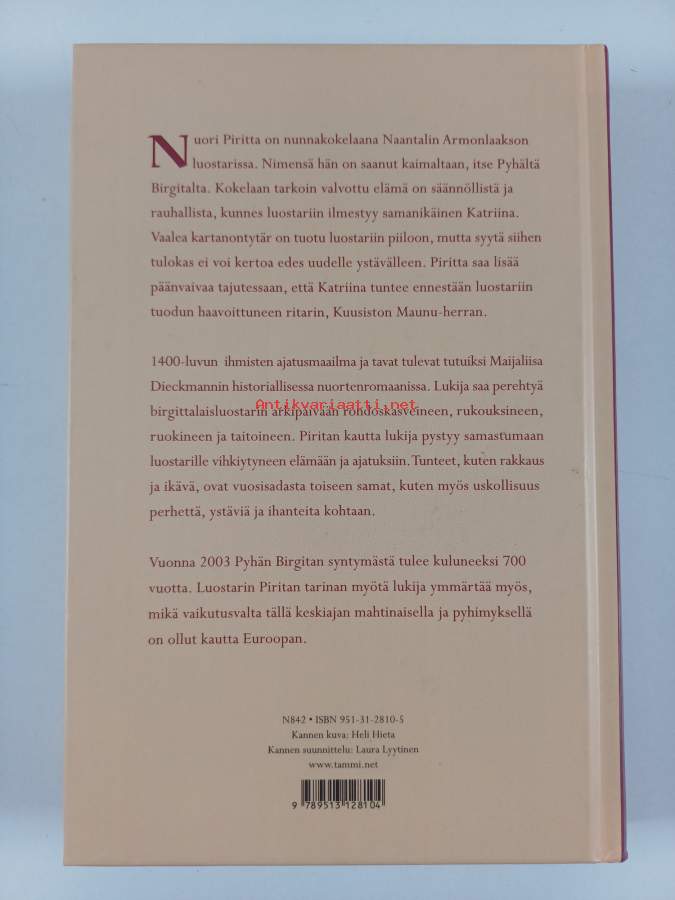 Nuori Piritta on nunnakokelaana Naantalin Armonlaakson
luostarissa. Nimensä hän on saanut kaimaltaan, itse Pyhältä
Birgitalta. Kokelaan tarkoin valvottu elämä on säännöllistä ja
rauhallista, kunnes luostariin ilmestyy samanikäinen Katriina.
Vaalea kartanontytär on tuotu luostariin piiloon, mutta syytä siihen
tulokas ei voi kertoa edes uudelle ystävälleen. Piritta saa lisää
päänvaivaa tajutessaan, että Katriina tuntee ennestään luostariin
tuodun haavoittuneen ritarin, Kuusiston Maunu-herran.
1400-luvun ihmisten ajatusmaailma ja tavat tulevat tutuiksi Maijaliisa
Dieckmannin historiallisessa nuortenromaanissa. Lukija saa perehtyä
Antikvariaatti.net
birgittalaisluostarin arkipäivään rohdoskasveineen, rukouksineen,
ruokineen ja taitoineen. Piritan kautta lukija pystyy samastumaan
luostarille vihkiytyneen elämään ja ajatuksiin. Tunteet, kuten rakkaus
ja ikävä, ovat vuosisadasta toiseen samat, kuten myös uskollisuus
perhettä, ystäviä ja ihanteita kohtaan.
Vuonna 2003 Pyhän Birgitan syntymästä tulee kuluneeksi 700
vuotta. Luostarin Piritan tarinan myötä lukija ymmärtää myös,
mikä vaikutusvalta tällä keskiajan mahtinaisella ja pyhimyksellä
on ollut kautta Euroopan.
N842 • ISBN 951-31-2810-5
Kannen kuva: Heli Hieta
Kannen suunnittelu: Laura Lyytinen
www.tammi.net
9 789513 128104